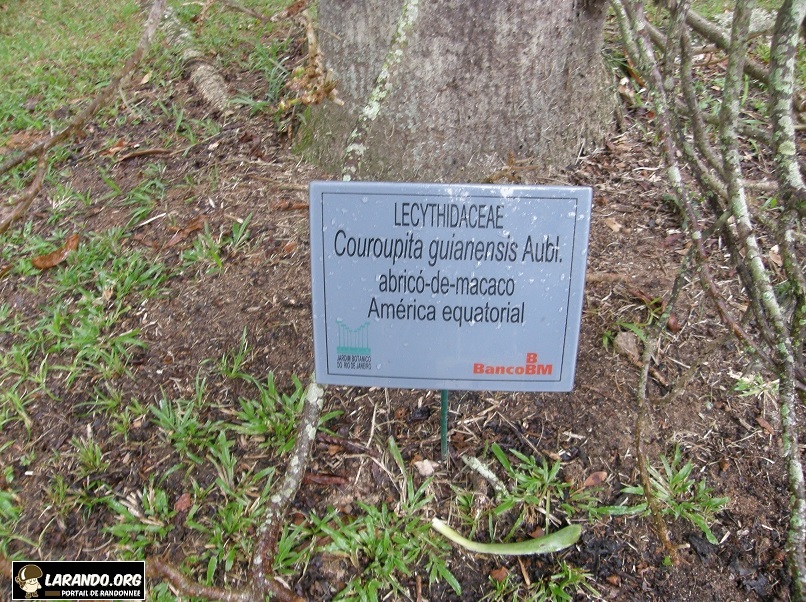 LECYTHIDACEAE
Couroupita guianensis Aubl.
abricó-de-macaco
América equatorial
JARDIM BOTÂNICO
DO RIO DE JANEIRO
B
BancoBM
LARANDO.ORG
PORTAIL DE RANDONNEE